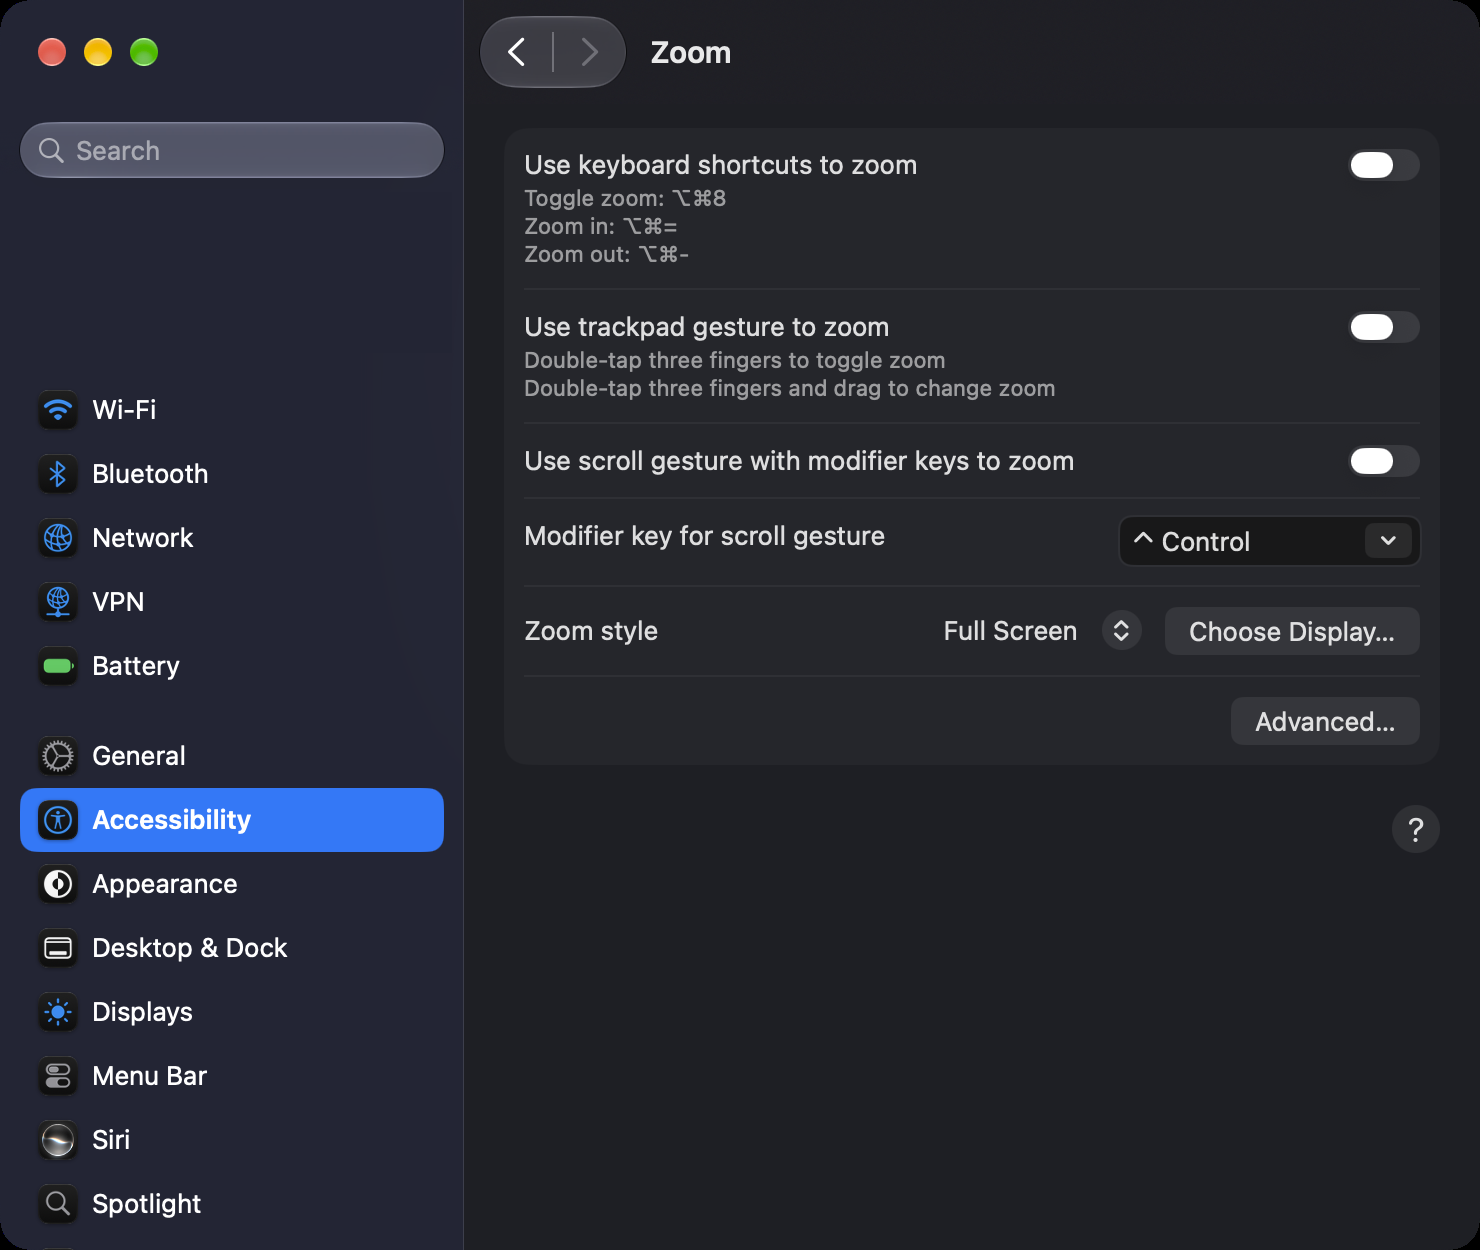 Zoom
Search
Wi-Fi
Bluetooth
Network
VPN
Battery
General
Accessibility
Appearance
Desktop & Dock
Displays
Menu Bar
Siri
Spotlight
Use keyboard shortcuts to zoom
Toggle zoom: ⌥⌘8
Zoom in: ⌥⌘=
Zoom out: ⌥⌘-
Use trackpad gesture to zoom
Double-tap three fingers to toggle zoom
Double-tap three fingers and drag to change zoom
Use scroll gesture with modifier keys to zoom
Modifier key for scroll gesture
⌃ Control
Zoom style
Full Screen
Choose Display...
Advanced...
?